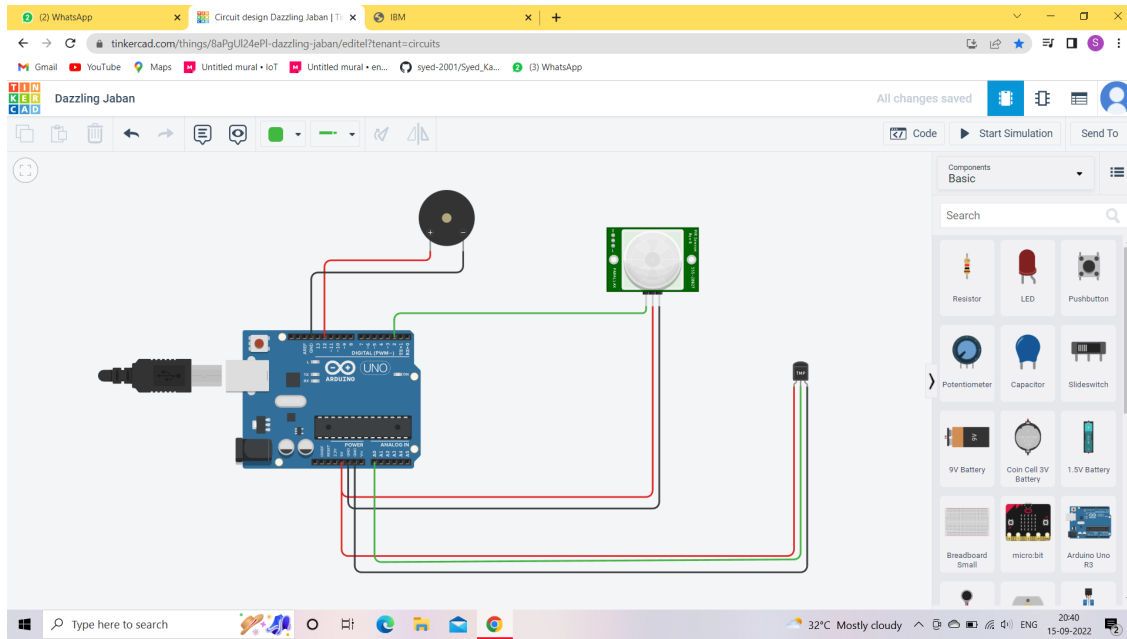 (2) WhatsApp
Circuit design Dazzling Jaban | Ti
IBM
tinkercad.com/things/8aPgUl24ePl-dazzling-jaban/editel?tenant=circuits
S
Gmail
YouTube
Maps
Untitled mural • IoT
Untitled mural • en...
syed-2001/Syed_Ka...
(3) WhatsApp
TIN
KER
CAD
Dazzling Jaban
All changes saved
Code
Start Simulation
Send To
Components
Basic
Search
Resistor
LED
Pushbutton
Potentiometer
Capacitor
Slideswitch
9V Battery
Coin Cell 3V
Battery
1.5V Battery
Breadboard
Small
micro:bit
Arduino Uno
R3
DIGITAL (PWM~)
UNO
ARDUINO
POWER
ANALOG IN
TMP
Type here to search
32°C Mostly cloudy
ENG
20:40
15-09-2022
2